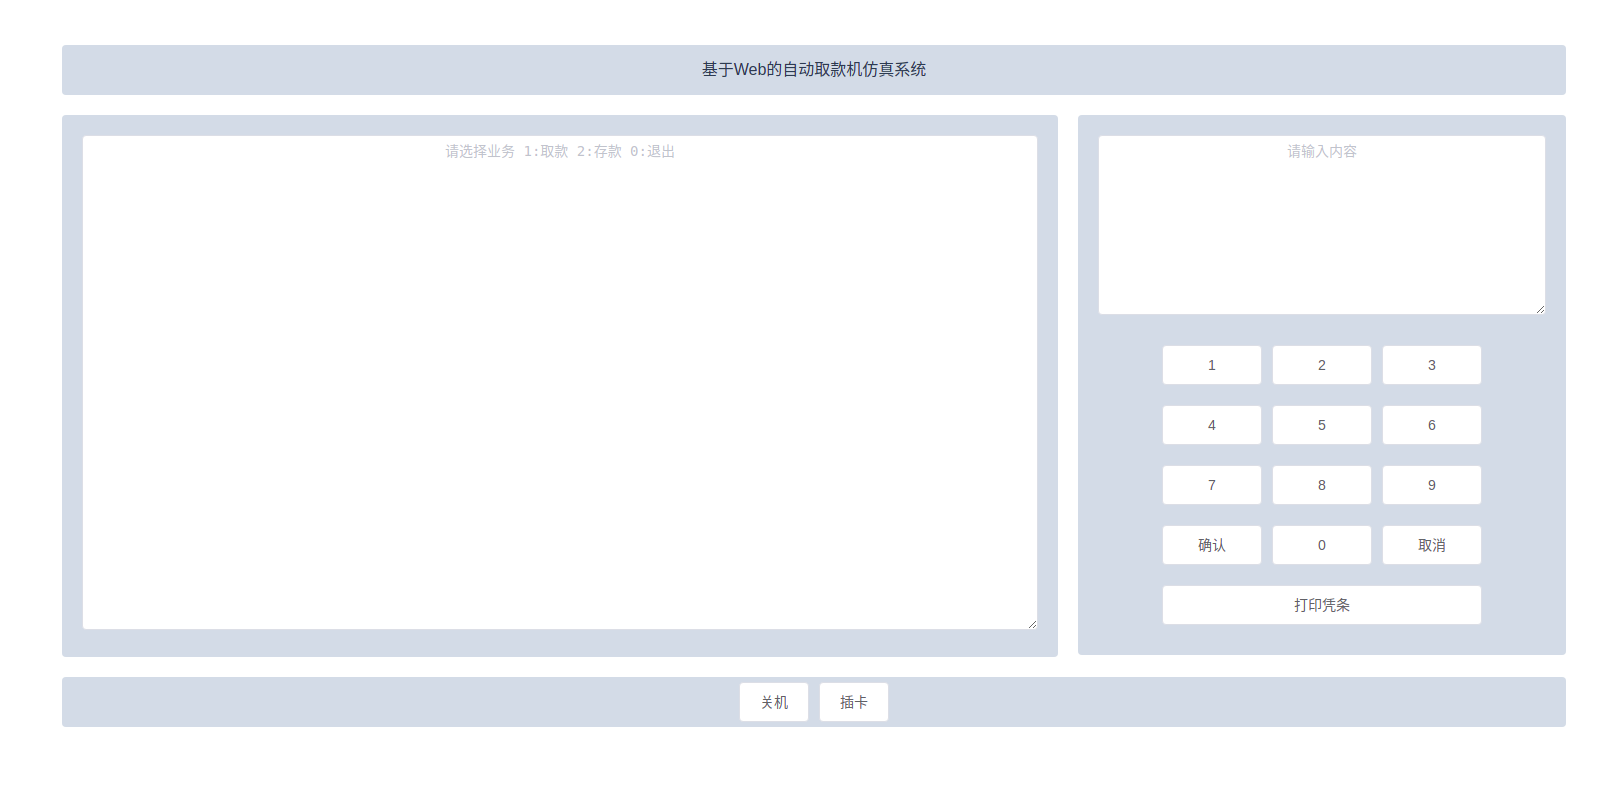 基于Web的自动取款机仿真系统
请选择业务 1:取款 2:存款 0:退出
请输入内容
1 2 3
4 5 6
7 8 9
确认 0 取消
打印凭条
关机 插卡